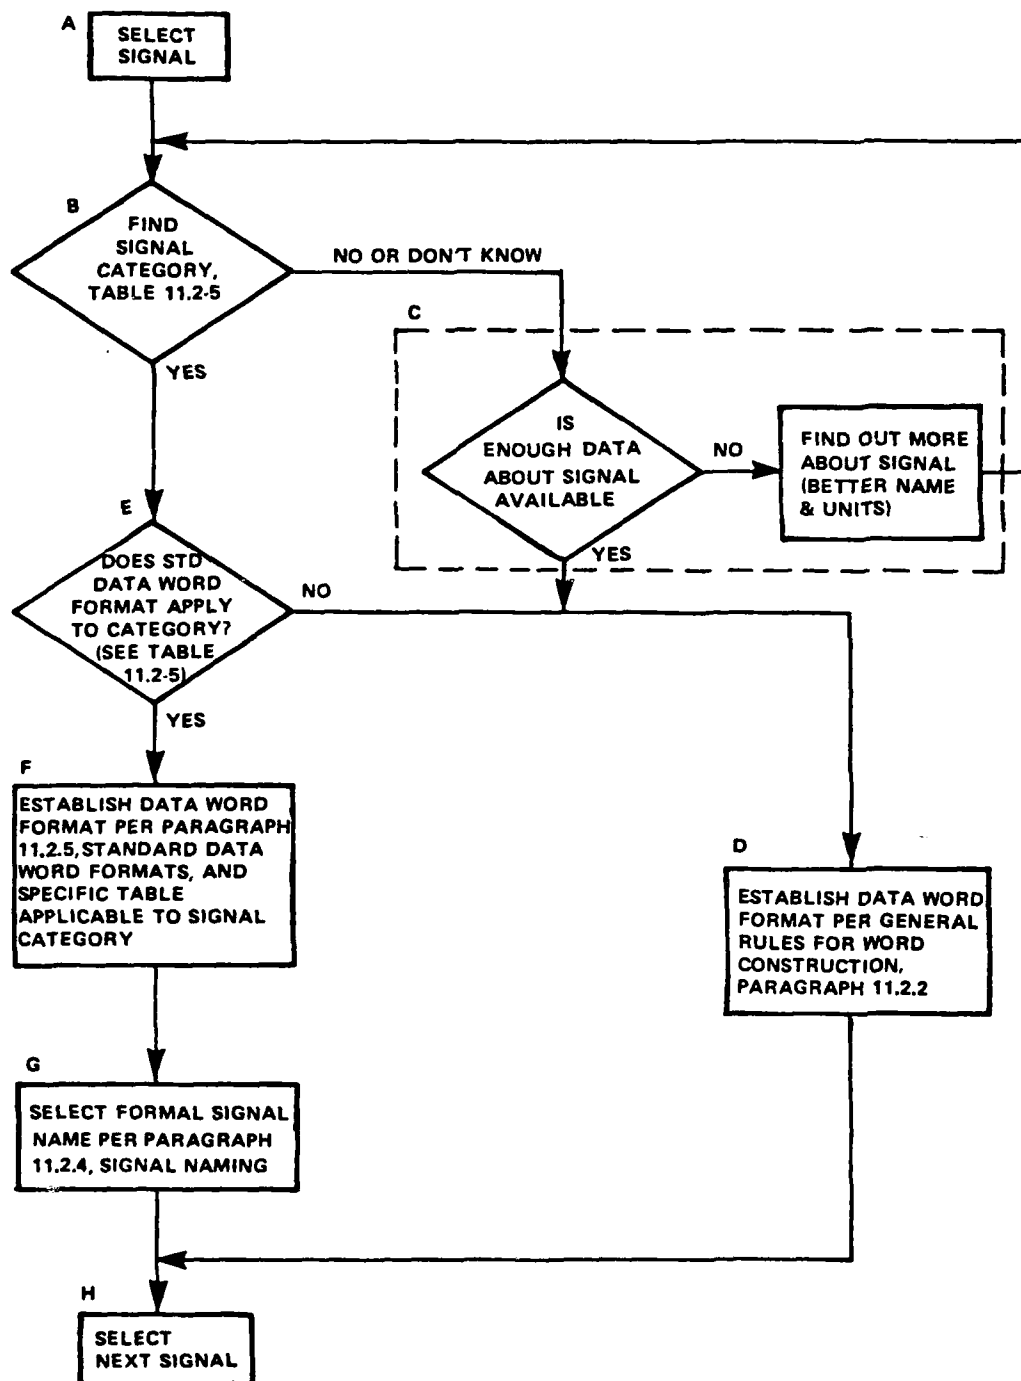 A
SELECT
SIGNAL
B
FIND
SIGNAL
CATEGORY,
TABLE 11.2-5
NO OR DON'T KNOW
YES
C
IS
ENOUGH DATA
ABOUT SIGNAL
AVAILABLE
NO
FIND OUT MORE
ABOUT SIGNAL
(BETTER NAME
& UNITS)
YES
E
DOES STD
DATA WORD
FORMAT APPLY
TO CATEGORY?
(SEE TABLE
11.2-5)
NO
YES
F
ESTABLISH DATA WORD
FORMAT PER PARAGRAPH
11.2.5, STANDARD DATA
WORD FORMATS, AND
SPECIFIC TABLE
APPLICABLE TO SIGNAL
CATEGORY
D
ESTABLISH DATA WORD
FORMAT PER GENERAL
RULES FOR WORD
CONSTRUCTION,
PARAGRAPH 11.2.2
G
SELECT FORMAL SIGNAL
NAME PER PARAGRAPH
11.2.4, SIGNAL NAMING
H
SELECT
NEXT SIGNAL